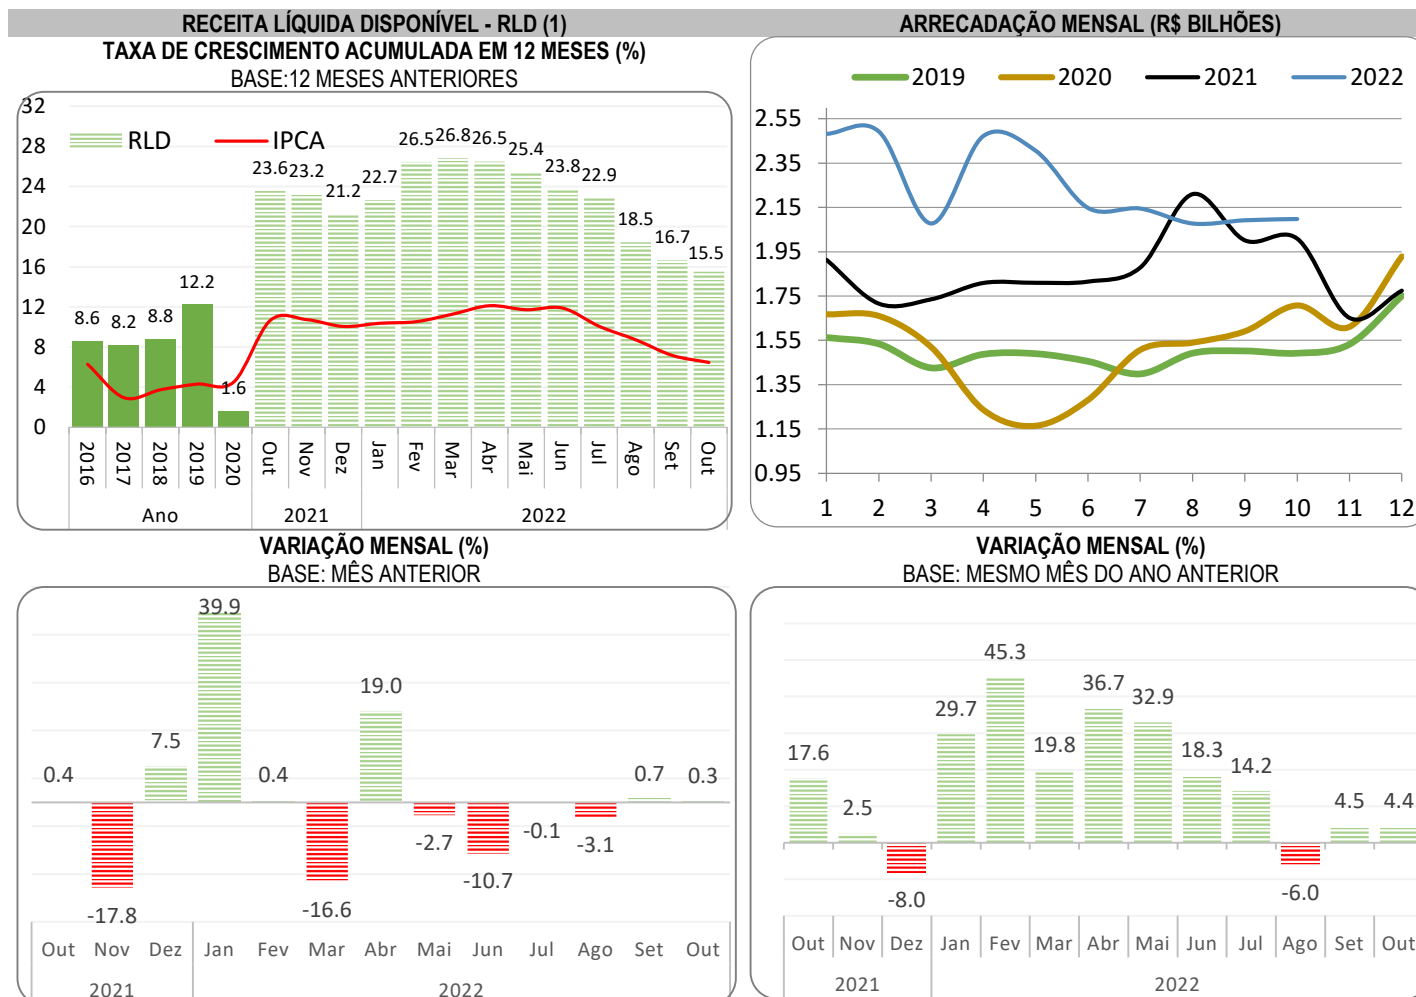 RECEITA LÍQUIDA DISPONÍVEL - RLD (1)
TAXA DE CRESCIMENTO ACUMULADA EM 12 MESES (%)
BASE:12 MESES ANTERIORES
RLD IPCA
32
28
24
20
16
12
8
4
0
8.6 8.2 8.8 12.2 1.6 23.6 23.2 21.2 22.7 26.5 26.8 26.5 25.4 23.8 22.9 18.5 16.7 15.5
2016 2017 2018 2019 2020 Out Nov Dez Jan Fev Mar Abr Mai Jun Jul Ago Set Out
Ano 2021 2022
ARRECADAÇÃO MENSAL (R$ BILHÕES)
2019 2020 2021 2022
2.55
2.35
2.15
1.95
1.75
1.55
1.35
1.15
0.95
1 2 3 4 5 6 7 8 9 10 11 12
VARIAÇÃO MENSAL (%)
BASE: MÊS ANTERIOR
0.4 -17.8 7.5 39.9 0.4 -16.6 19.0 -2.7 -10.7 -0.1 -3.1 0.7 0.3
Out Nov Dez Jan Fev Mar Abr Mai Jun Jul Ago Set Out
2021 2022
VARIAÇÃO MENSAL (%)
BASE: MESMO MÊS DO ANO ANTERIOR
17.6 2.5 -8.0 29.7 45.3 19.8 36.7 32.9 18.3 14.2 -6.0 4.5 4.4
Out Nov Dez Jan Fev Mar Abr Mai Jun Jul Ago Set Out
2021 2022